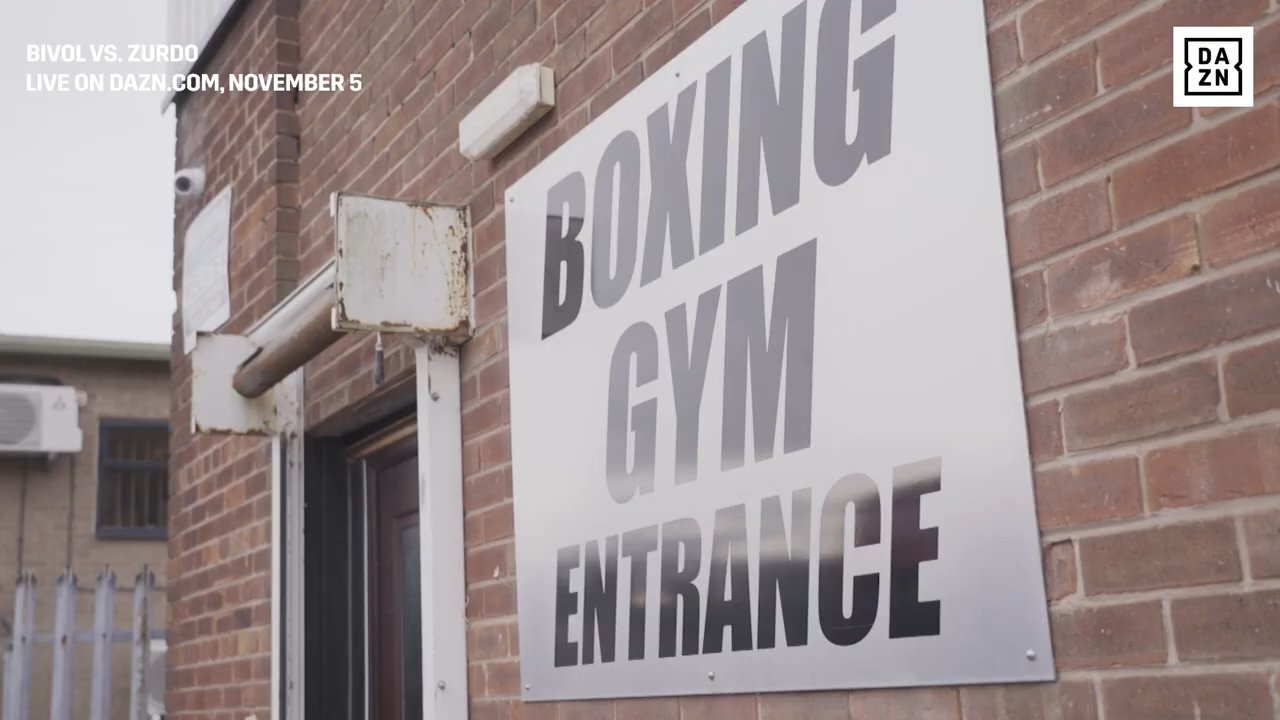 BIVOL VS. ZURDO
LIVE ON DAZN.COM, NOVEMBER 5
DA
ZN
BOXING
GYM
ENTRANCE